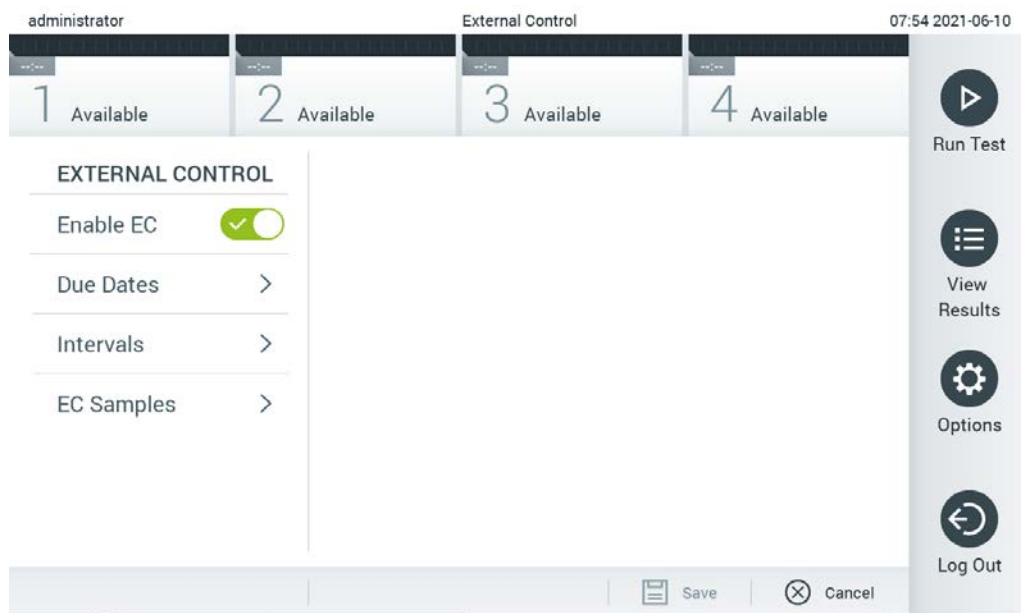 administrator External Control 07:54 2021-06-10
--:-- --:-- --:-- --:--
1 Available 2 Available 3 Available 4 Available
Run Test
EXTERNAL CONTROL
Enable EC
Due Dates
View
Results
Intervals
EC Samples
Options
Log Out
Save Cancel